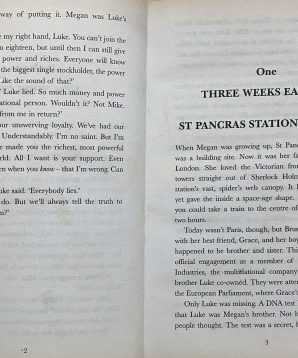 way of putting it. Megan was Luke's
e my right hand, Luke. You can't join the
n eighteen, but until then I can still give
power and riches. Everyone will know
the biggest single stockholder, the power
Like the sound of that?'
' Luke lied. So much money and power
ational person. Wouldn't it? Not Mike.
from me in return?'
our unswerving loyalty. We've had our
Understandably. I'm no saint. But I'm
e made you the richest, most powerful
rld. All I want is your support. Even
en when you know – that I'm wrong. Can
uke said. 'Everybody lies.'
do. But we'll always tell the truth to
n?'
2
One
THREE WEEKS EA
ST PANCRAS STATION
When Megan was growing up, St Pan
was a building site. Now it was her fa
London. She loved the Victorian fron
towers straight out of Sherlock Holm
station's vast, spider's web canopy. It l
yet gave the inside a space-age shape.
you could take a train to the centre of
two hours.
Today wasn't Paris, though, but Brus
with her best friend, Grace, and her boy
happened to be brother and sister. This
official engagement as a member of
Industries, the multinational company
brother Luke co-owned. They were atte
the European Parliament, where Grace's
Only Luke was missing. A DNA test
that Luke was Megan's brother. Not ha
people thought. The test was a secret, b
3